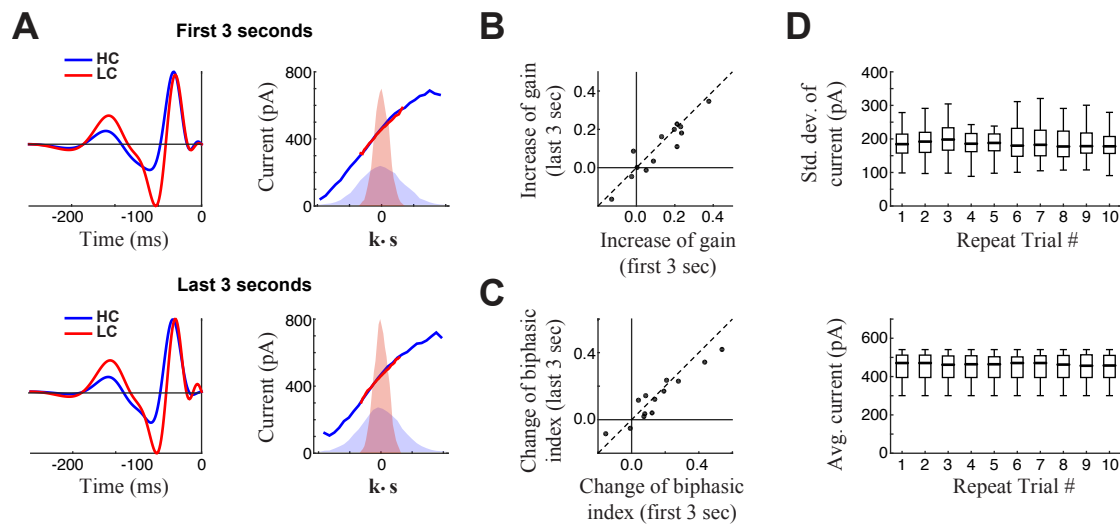 A
First 3 seconds
HC
LC
-200
-100
0
Time (ms)
800
400
0
Current (pA)
0
k· s
Last 3 seconds
HC
LC
-200
-100
0
Time (ms)
800
400
0
Current (pA)
0
k· s
B
Increase of gain
(last 3 sec)
0.4
0.2
0.0
0.0
0.2
0.4
Increase of gain
(first 3 sec)
C
Change of biphasic
index (last 3 sec)
0.4
0.0
0.0
0.4
Change of biphasic
index (first 3 sec)
D
Std. dev. of
current (pA)
400
300
200
100
0
1 2 3 4 5 6 7 8 9 10
Repeat Trial #
Avg. current (pA)
600
400
200
0
1 2 3 4 5 6 7 8 9 10
Repeat Trial #